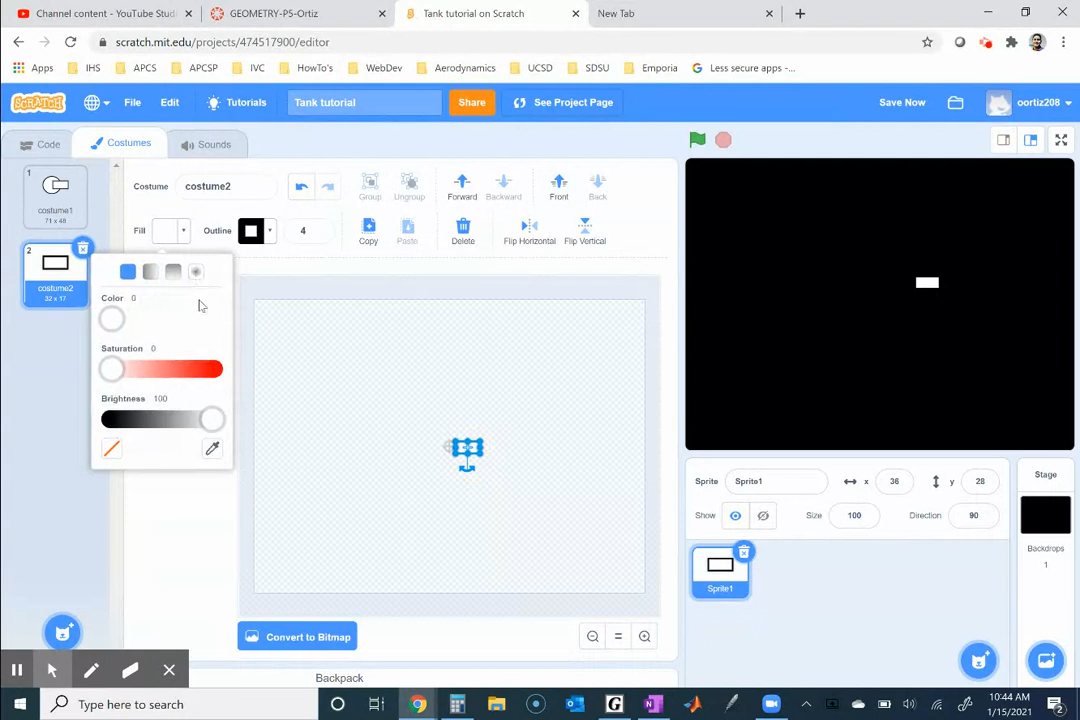 Content channel - YouTube Stud
GEOMETRY-P5-Ortiz
Tank tutorial on Scratch
New Tab
scratch.mit.edu/projects/474517900/editor
Apps
IHS
APCS
APCSP
IVC
HowTo's
WebDev
Aerodynamics
UCSD
SDSU
Emporia
Less secure apps -...
SCRATCH
File
Edit
Tutorials
Tank tutorial
Share
See Project Page
Save Now
oortiz208
Code
Costumes
Sounds
1
costume1
71 x 48
2
costume2
32 x 17
Costume
costume2
Group
Ungroup
Forward
Backward
Front
Back
Fill
Outline
4
Copy
Paste
Delete
Flip Horizontal
Flip Vertical
Color 0
Saturation 0
Brightness 100
Convert to Bitmap
Backpack
Sprite
Sprite1
x
36
y
28
Show
Size
100
Direction
90
Sprite1
Stage
Backdrops
1
Type here to search
10:44 AM
1/15/2021
2